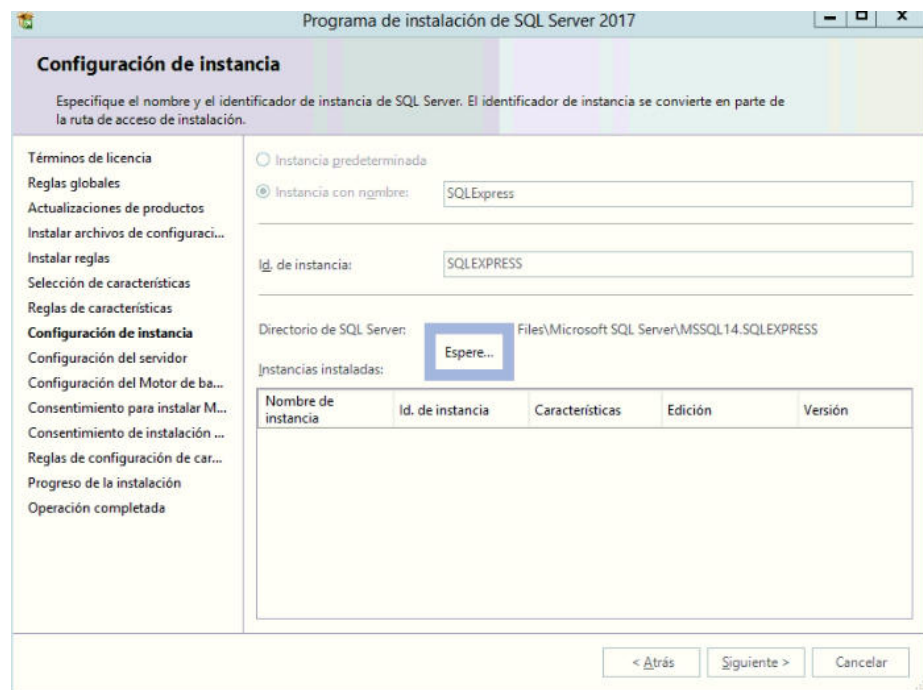 Programa de instalación de SQL Server 2017
Configuración de instancia
Especifique el nombre y el identificador de instancia de SQL Server. El identificador de instancia se convierte en parte de
la ruta de acceso de instalación.
Términos de licencia
Reglas globales
Actualizaciones de productos
Instalar archivos de configuraci...
Instalar reglas
Selección de características
Reglas de características
Configuración de instancia
Configuración del servidor
Configuración del Motor de ba...
Consentimiento para instalar M...
Consentimiento de instalación ...
Reglas de configuración de car...
Progreso de la instalación
Operación completada
Instancia predeterminada
Instancia con nombre:
SQLExpress
Id. de instancia:
SQLEXPRESS
Directorio de SQL Server:
Files\Microsoft SQL Server\MSSQL14.SQLEXPRESS
Espere...
Instancias instaladas:
Nombre de instancia
Id. de instancia
Características
Edición
Versión
< Atrás
Siguiente >
Cancelar